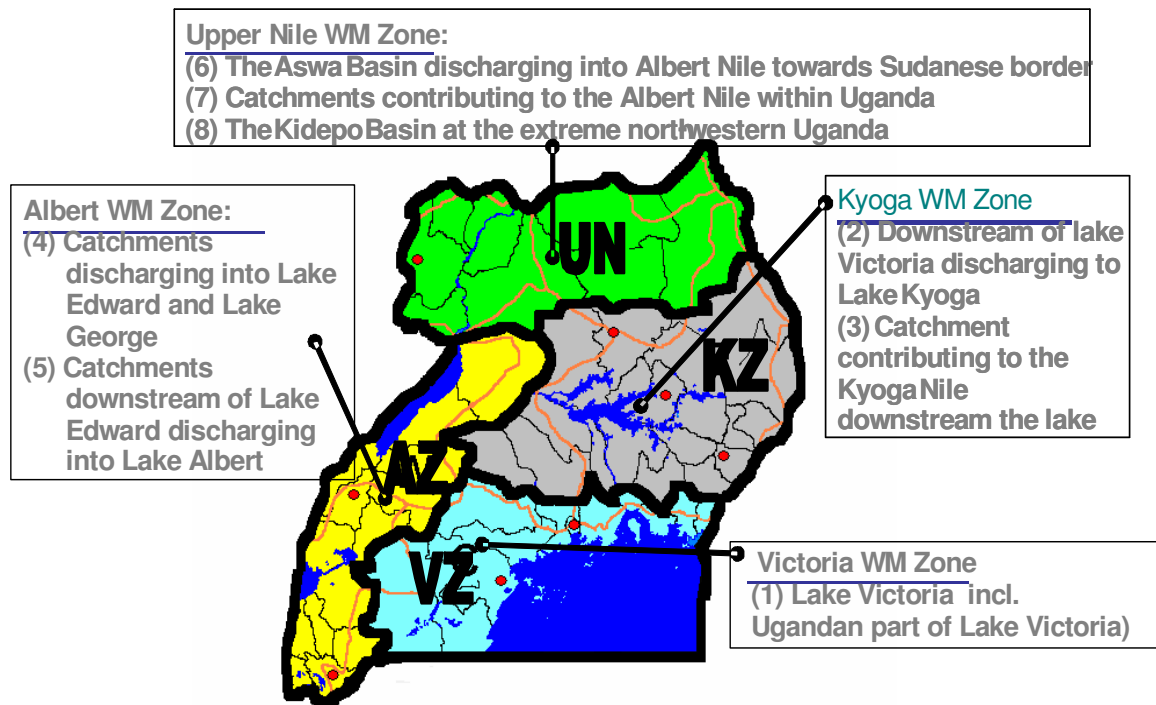 Upper Nile WM Zone:
(6) The Aswa Basin discharging into Albert Nile towards Sudanese border
(7) Catchments contributing to the Albert Nile within Uganda
(8) The Kidepo Basin at the extreme northwestern Uganda
Albert WM Zone:
(4) Catchments
discharging into Lake
Edward and Lake
George
(5) Catchments
downstream of Lake
Edward discharging
into Lake Albert
Kyoga WM Zone
(2) Downstream of lake
Victoria discharging to
Lake Kyoga
(3) Catchment
contributing to the
Kyoga Nile
downstream the lake
UN
KZ
AZ
VZ
Victoria WM Zone
(1) Lake Victoria incl.
Ugandan part of Lake Victoria)